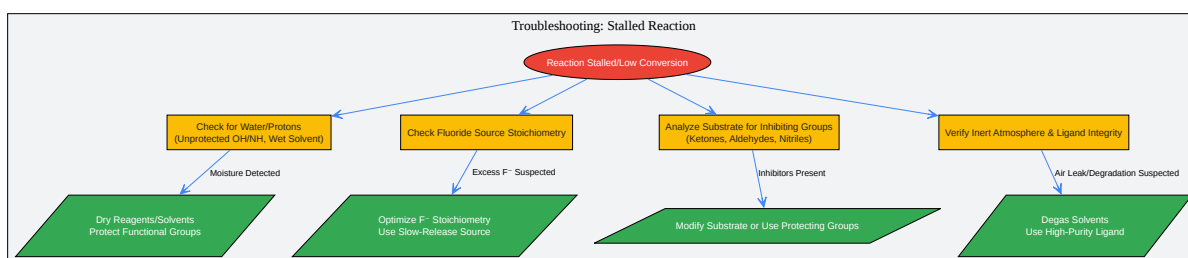 Troubleshooting: Stalled Reaction
Reaction Stalled/Low Conversion
Check for Water/Protons
(Unprotected OH/NH, Wet Solvent)
Check Fluoride Source Stoichiometry
Analyze Substrate for Inhibiting Groups
(Ketones, Aldehydes, Nitriles)
Verify Inert Atmosphere & Ligand Integrity
Moisture Detected
Excess F⁻ Suspected
Inhibitors Present
Air Leak/Degradation Suspected
Dry Reagents/Solvents
Protect Functional Groups
Optimize F⁻ Stoichiometry
Use Slow-Release Source
Modify Substrate or Use Protecting Groups
Degas Solvents
Use High-Purity Ligand